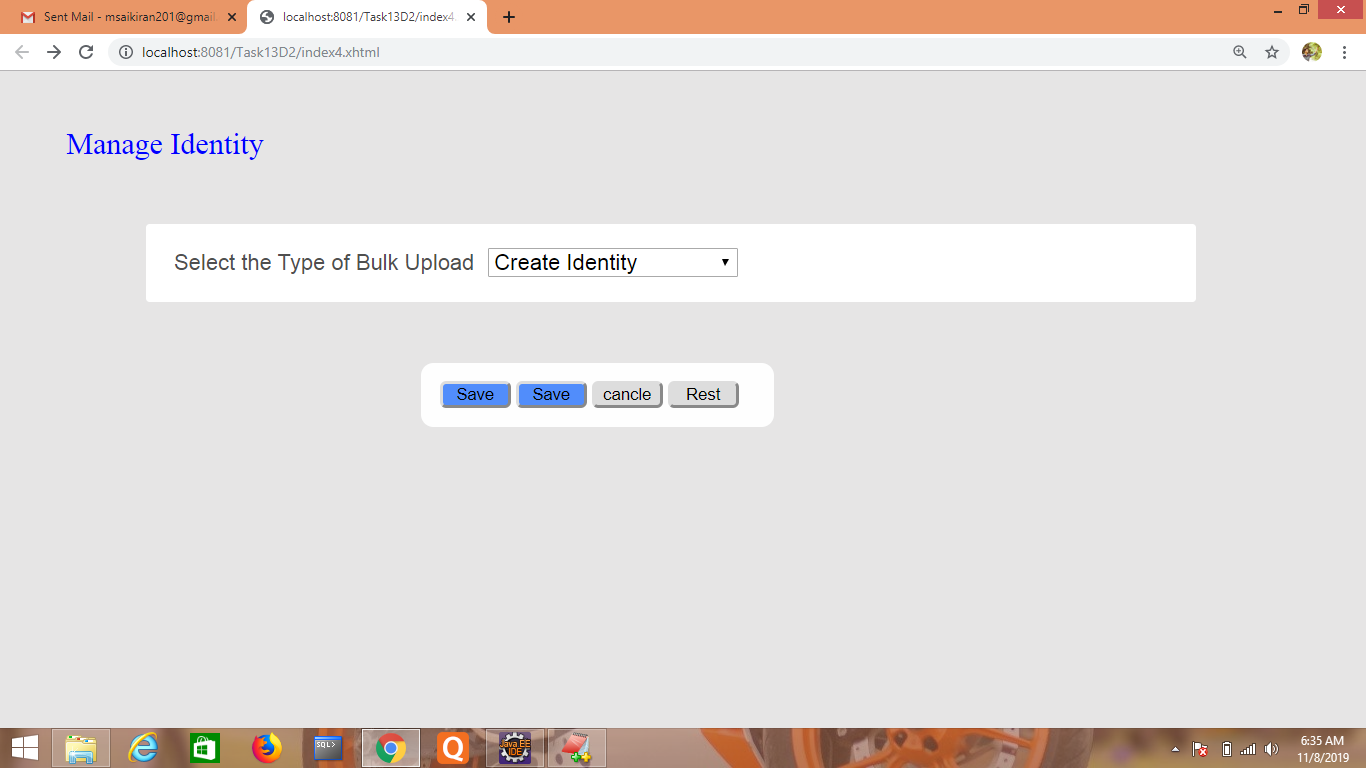 Sent Mail - msaikiran201@gmail.
localhost:8081/Task13D2/index4.
localhost:8081/Task13D2/index4.xhtml
Manage Identity
Select the Type of Bulk Upload Create Identity
Save Save cancle Rest
SQL>
Q
Java EE
IDE
6:35 AM
11/8/2019